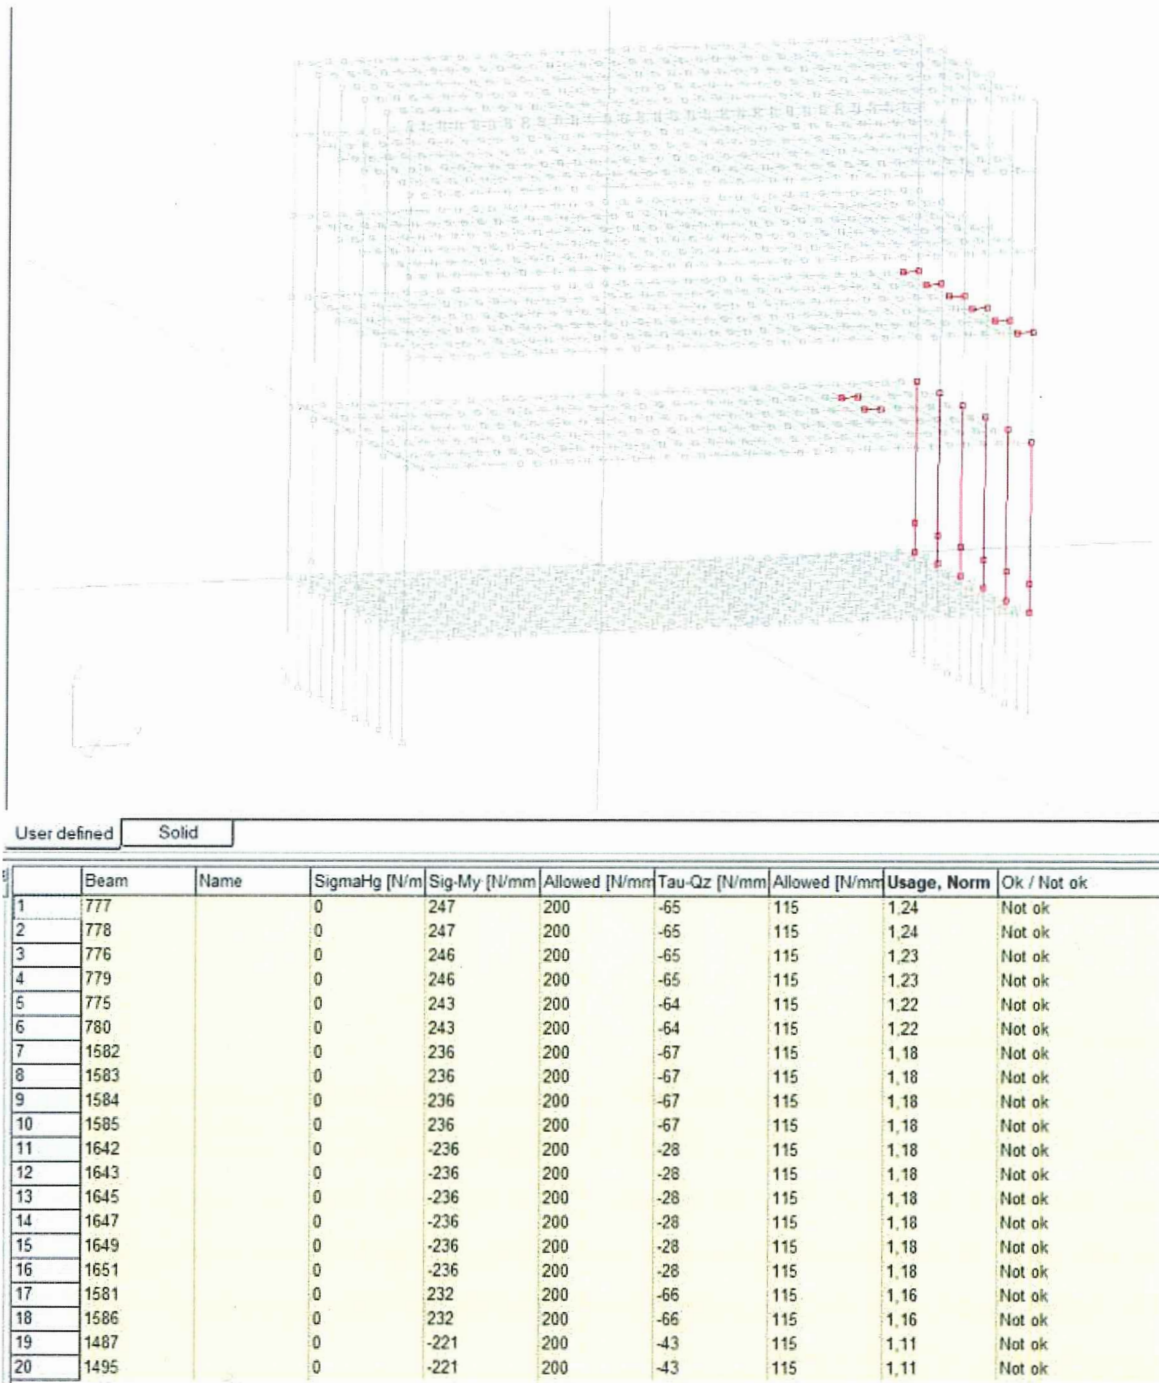 User defined Solid
Beam Name SigmaHg [N/m Sig-My [N/mm Allowed [N/mm Tau-Qz [N/mm Allowed [N/mm Usage, Norm Ok / Not ok
1 777 0 247 200 -65 115 1,24 Not ok
2 778 0 247 200 -65 115 1,24 Not ok
3 776 0 246 200 -65 115 1,23 Not ok
4 779 0 246 200 -65 115 1,23 Not ok
5 775 0 243 200 -64 115 1,22 Not ok
6 780 0 243 200 -64 115 1,22 Not ok
7 1582 0 236 200 -67 115 1,18 Not ok
8 1583 0 236 200 -67 115 1,18 Not ok
9 1584 0 236 200 -67 115 1,18 Not ok
10 1585 0 236 200 -67 115 1,18 Not ok
11 1642 0 -236 200 -28 115 1,18 Not ok
12 1643 0 -236 200 -28 115 1,18 Not ok
13 1645 0 -236 200 -28 115 1,18 Not ok
14 1647 0 -236 200 -28 115 1,18 Not ok
15 1649 0 -236 200 -28 115 1,18 Not ok
16 1651 0 -236 200 -28 115 1,18 Not ok
17 1581 0 232 200 -66 115 1,16 Not ok
18 1586 0 232 200 -66 115 1,16 Not ok
19 1487 0 -221 200 -43 115 1,11 Not ok
20 1495 0 -221 200 -43 115 1,11 Not ok